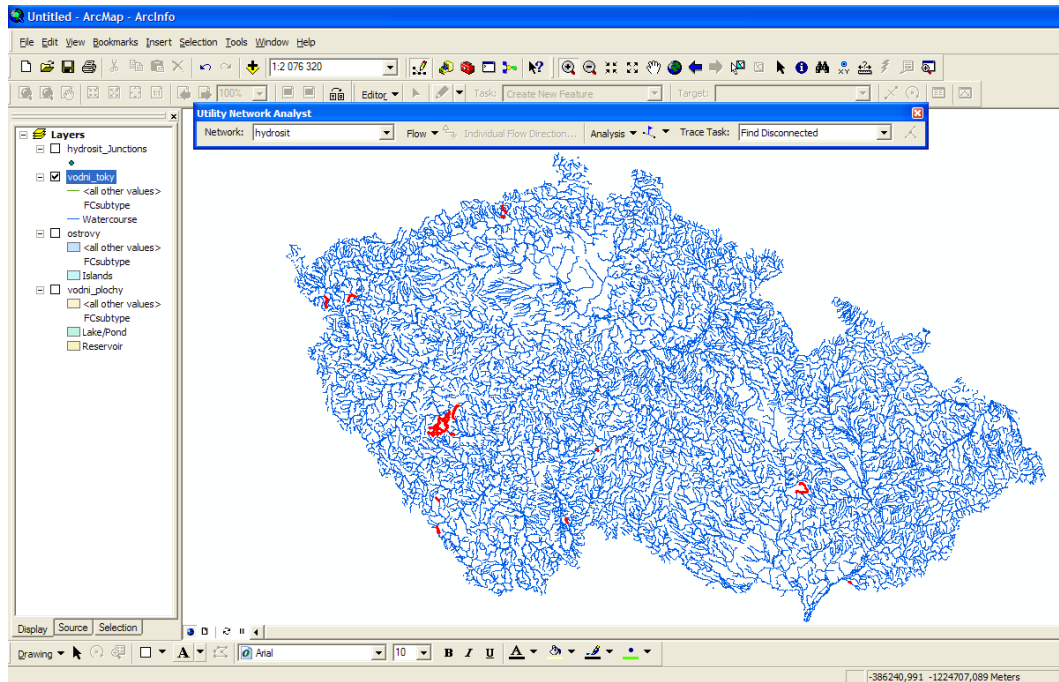 Untitled - ArcMap - ArcInfo
File Edit View Bookmarks Insert Selection Tools Window Help
1:2 076 320
100% Editor Task: Create New Feature Target:
Utility Network Analyst
Network: hydrosit Flow Individual Flow Direction... Analysis Trace Task: Find Disconnected
Layers
hydrosit_Junctions
vodni_toky
<all other values>
FCsubtype
Watercourse
ostrovy
<all other values>
FCsubtype
Islands
vodni_plochy
<all other values>
FCsubtype
Lake/Pond
Reservoir
Display Source Selection
Drawing A Arial 10 B I U A
-386240,991 -1224707,089 Meters